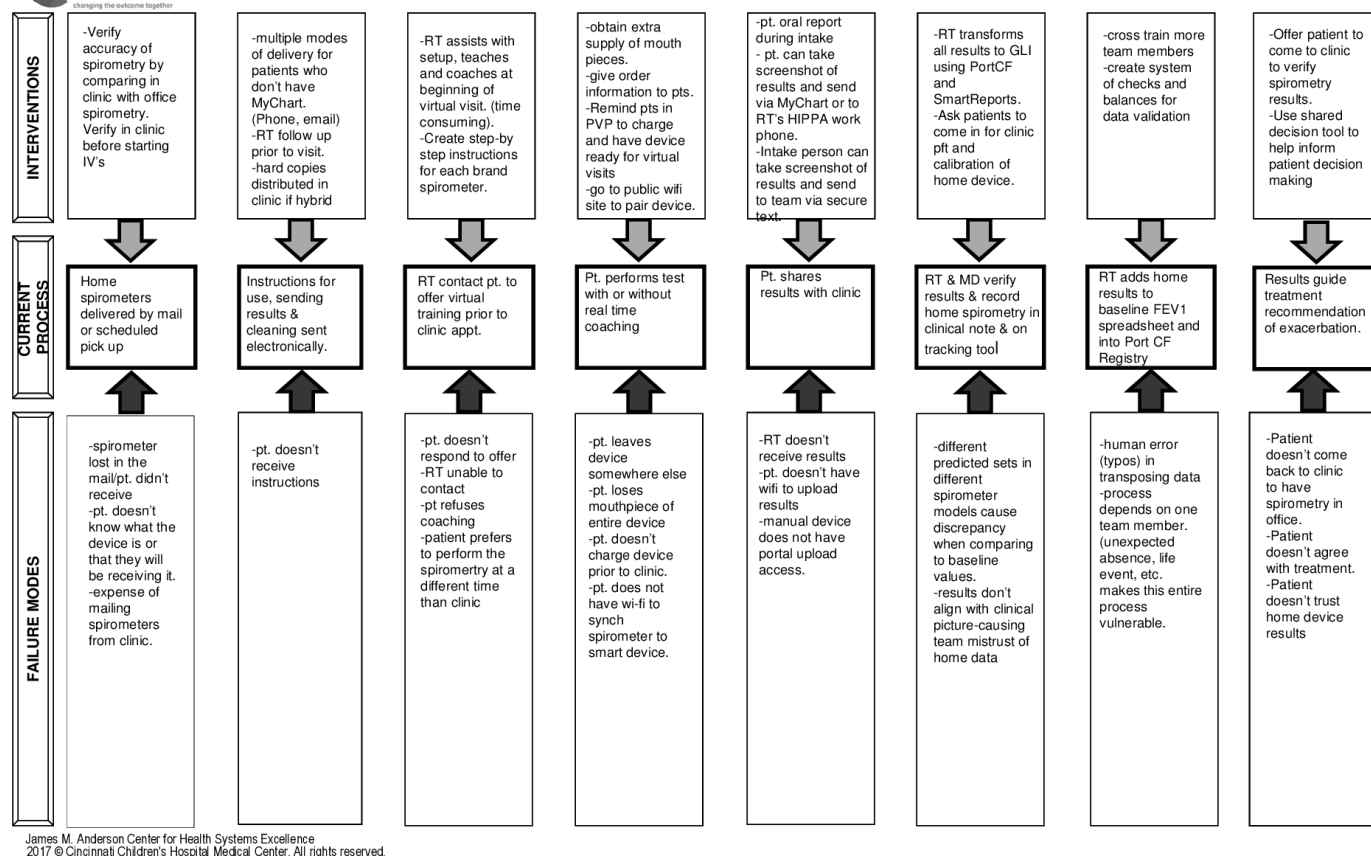 changing the outcome together
INTERVENTIONS
-Verify
accuracy of
spirometry by
comparing in
clinic with office
spirometry.
Verify in clinic
before starting
IV's
-multiple modes
of delivery for
patients who
don't have
MyChart.
(Phone, email)
-RT follow up
prior to visit.
-hard copies
distributed in
clinic if hybrid
-RT assists with
setup, teaches
and coaches at
beginning of
virtual visit. (time
consuming).
-Create step-by
step instructions
for each brand
spirometer.
-obtain extra
supply of mouth
pieces.
-give order
information to pts.
-Remind pts in
PVP to charge
and have device
ready for virtual
visits
-go to public wifi
site to pair device.
-pt. oral report
during intake
- pt. can take
screenshot of
results and send
via MyChart or to
RT's HIPPA work
phone.
-Intake person can
take screenshot of
results and send
to team via secure
text.
-RT transforms
all results to GLI
using PortCF
and
SmartReports.
-Ask patients to
come in for clinic
pft and
calibration of
home device.
-cross train more
team members
-create system
of checks and
balances for
data validation
-Offer patient to
come to clinic
to verify
spirometry
results.
-Use shared
decision tool to
help inform
patient decision
making
CURRENT
PROCESS
Home
spirometers
delivered by mail
or scheduled
pick up
Instructions for
use, sending
results &
cleaning sent
electronically.
RT contact pt. to
offer virtual
training prior to
clinic appt.
Pt. performs test
with or without
real time
coaching
Pt. shares
results with clinic
RT & MD verify
results & record
home spirometry in
clinical note & on
tracking tool
RT adds home
results to
baseline FEV1
spreadsheet and
into Port CF
Registry
Results guide
treatment
recommendation
of exacerbation.
FAILURE MODES
-spirometer
lost in the
mail/pt. didn't
receive
-pt. doesn't
know what the
device is or
that they will
be receiving it.
-expense of
mailing
spirometers
from clinic.
-pt. doesn't
receive
instructions
-pt. doesn't
respond to offer
-RT unable to
contact
-pt refuses
coaching
-patient prefers
to perform the
spiromertry at a
different time
than clinic
-pt. leaves
device
somewhere else
-pt. loses
mouthpiece of
entire device
-pt. doesn't
charge device
prior to clinic.
-pt. does not
have wi-fi to
synch
spirometer to
smart device.
-RT doesn't
receive results
-pt. doesn't have
wifi to upload
results
-manual device
does not have
portal upload
access.
-different
predicted sets in
different
spirometer
models cause
discrepancy
when comparing
to baseline
values.
-results don't
align with clinical
picture-causing
team mistrust of
home data
-human error
(typos) in
transposing data
-process
depends on one
team member.
(unexpected
absence, life
event, etc.
makes this entire
process
vulnerable.
-Patient
doesn't come
back to clinic
to have
spirometry in
office.
-Patient
doesn't agree
with treatment.
-Patient
doesn't trust
home device
results
James M. Anderson Center for Health Systems Excellence
2017 © Cincinnati Children's Hospital Medical Center. All rights reserved.